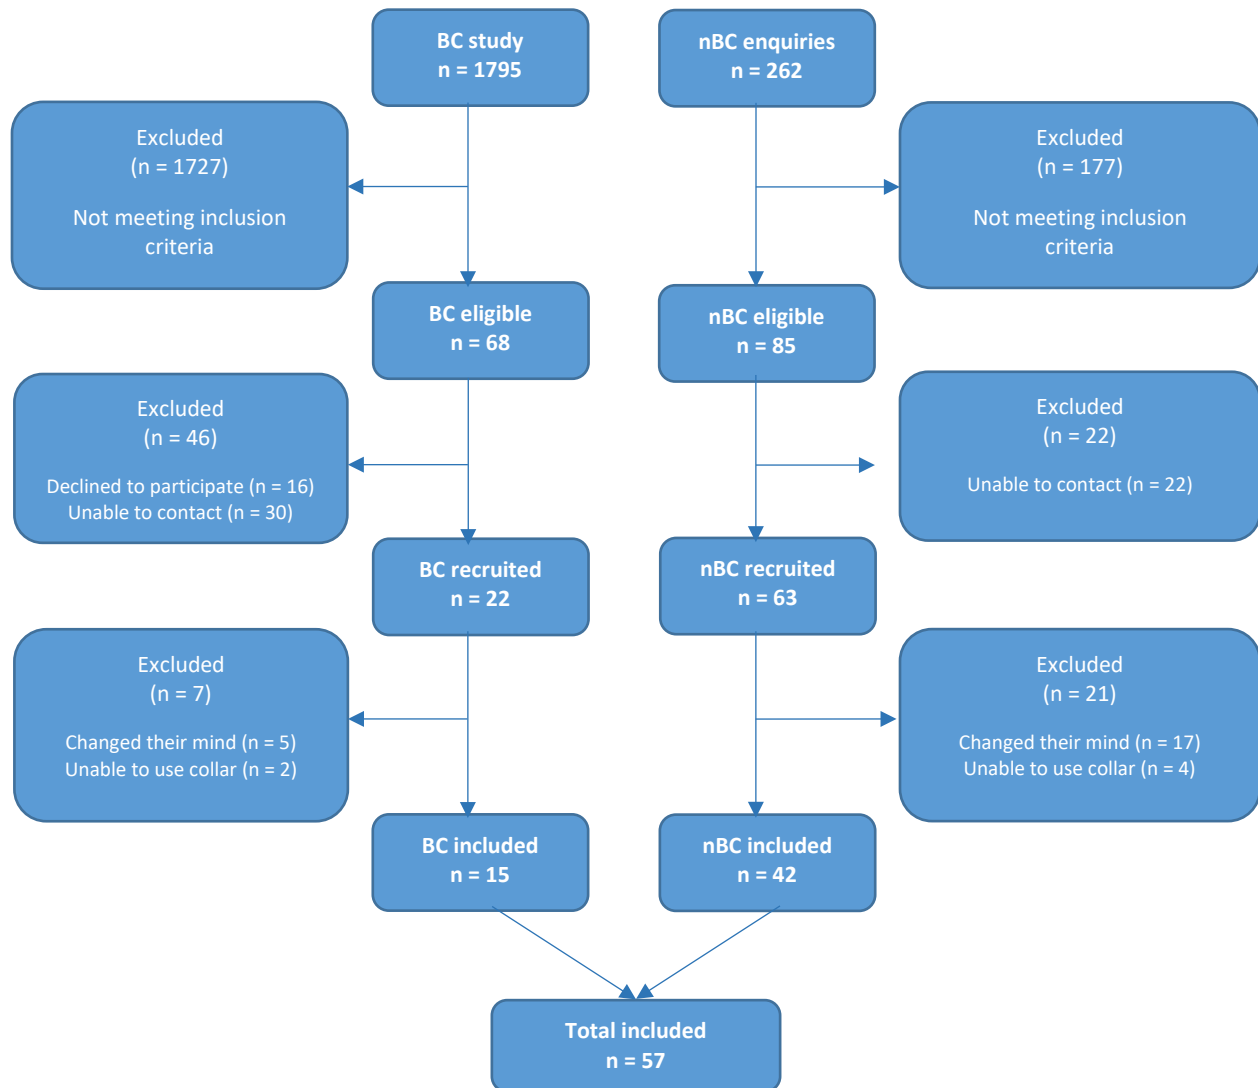 BC study
n = 1795
nBC enquiries
n = 262
Excluded
(n = 1727)
Not meeting inclusion
criteria
Excluded
(n = 177)
Not meeting inclusion
criteria
BC eligible
n = 68
nBC eligible
n = 85
Excluded
(n = 46)
Declined to participate (n = 16)
Unable to contact (n = 30)
Excluded
(n = 22)
Unable to contact (n = 22)
BC recruited
n = 22
nBC recruited
n = 63
Excluded
(n = 7)
Changed their mind (n = 5)
Unable to use collar (n = 2)
Excluded
(n = 21)
Changed their mind (n = 17)
Unable to use collar (n = 4)
BC included
n = 15
nBC included
n = 42
Total included
n = 57